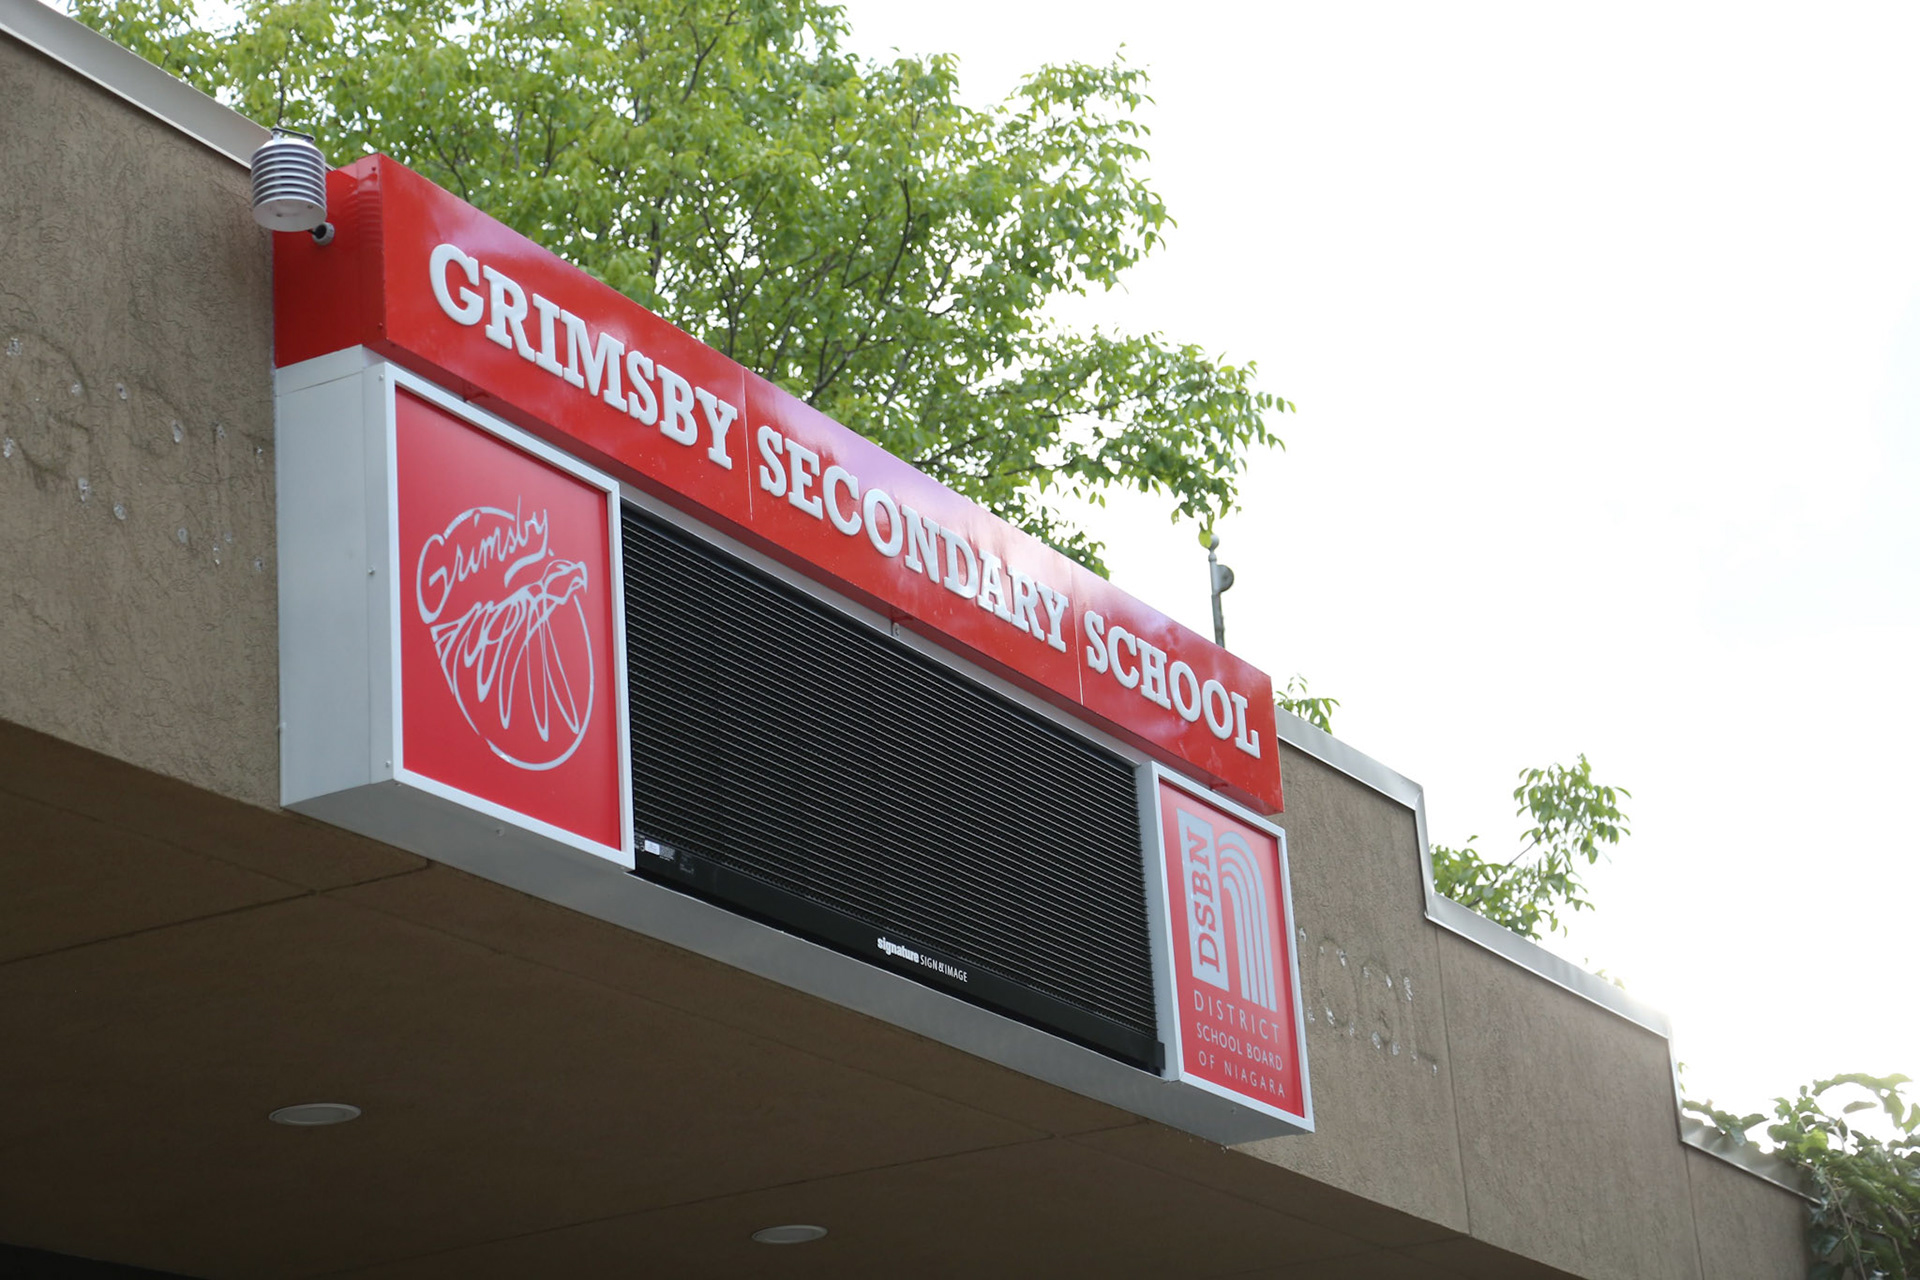 GRIMSBY SECONDARY SCHOOL
Grimsby
signature SIGN & IMAGE
DSBN
DISTRICT
SCHOOL BOARD
OF NIAGARA